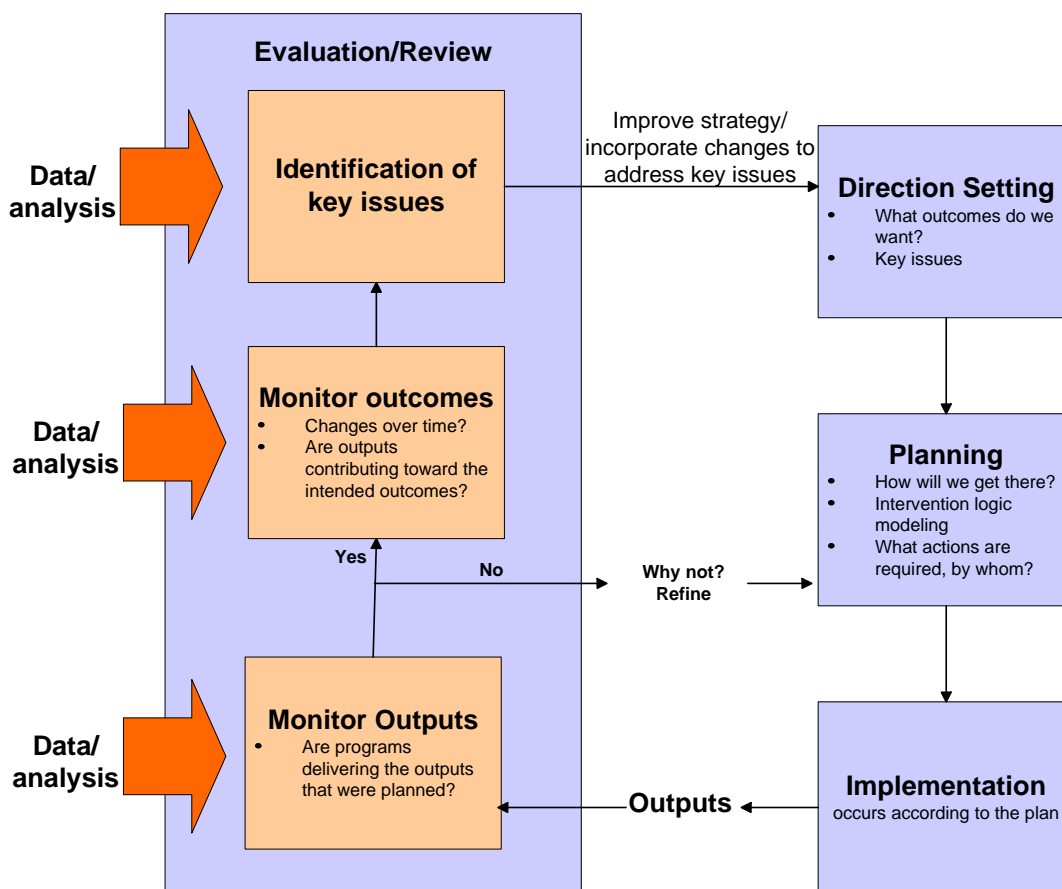 Evaluation/Review
Data/
analysis
Identification of
key issues
Improve strategy/
incorporate changes to
address key issues
Direction Setting
• What outcomes do we
want?
• Key issues
Data/
analysis
Monitor outcomes
• Changes over time?
• Are outputs
contributing toward the
intended outcomes?
Planning
• How will we get there?
• Intervention logic
modeling
• What actions are
required, by whom?
Yes
No
Why not?
Refine
Data/
analysis
Monitor Outputs
• Are programs
delivering the outputs
that were planned?
Outputs
Implementation
occurs according to the plan